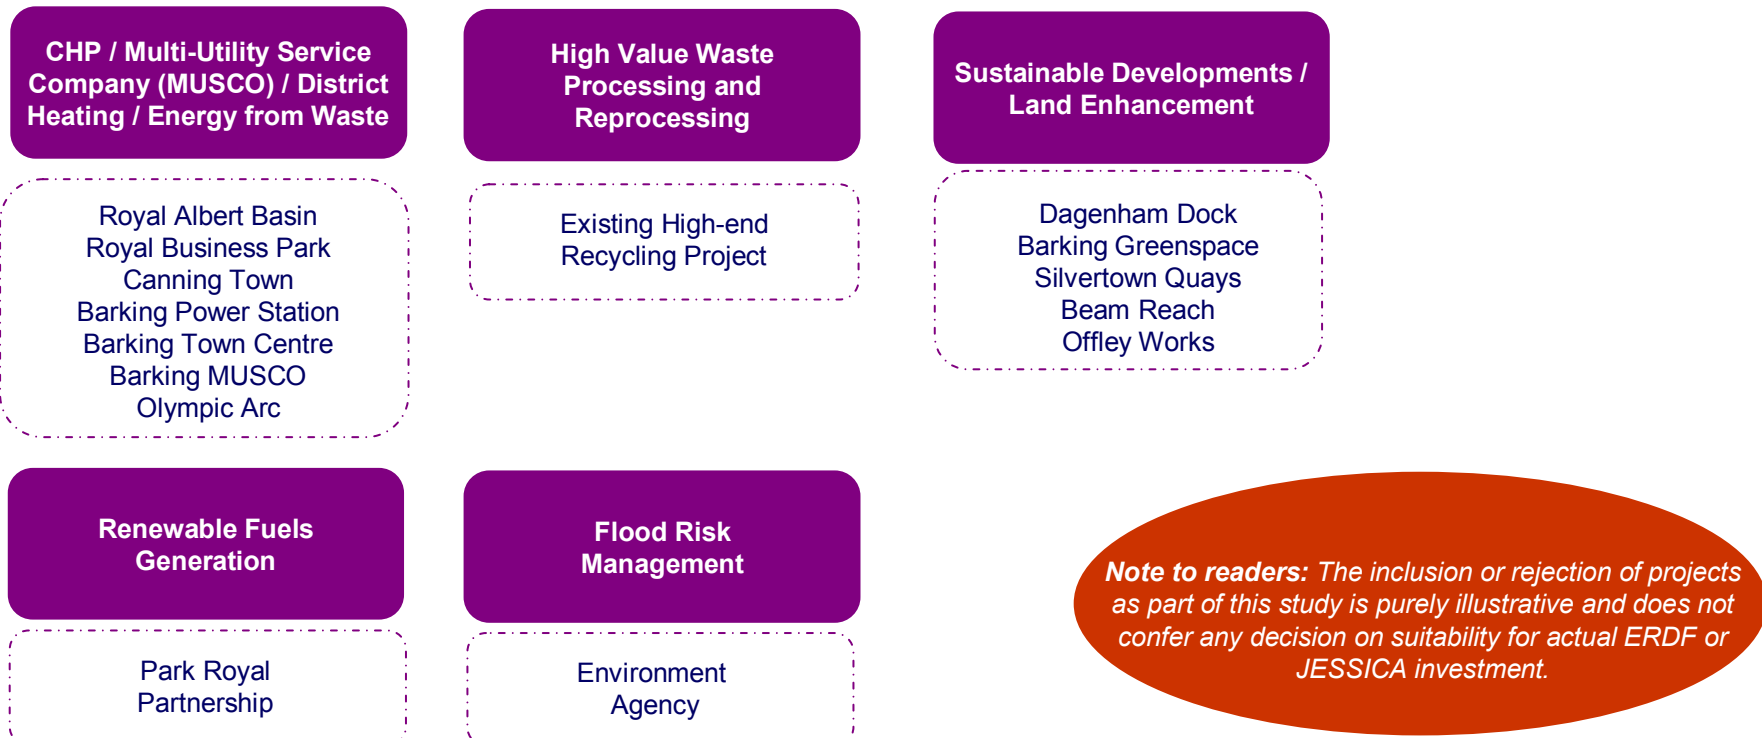 CHP / Multi-Utility Service
Company (MUSCO) / District
Heating / Energy from Waste
Royal Albert Basin
Royal Business Park
Canning Town
Barking Power Station
Barking Town Centre
Barking MUSCO
Olympic Arc
High Value Waste
Processing and
Reprocessing
Existing High-end
Recycling Project
Sustainable Developments /
Land Enhancement
Dagenham Dock
Barking Greenspace
Silvertown Quays
Beam Reach
Offley Works
Renewable Fuels
Generation
Park Royal
Partnership
Flood Risk
Management
Environment
Agency
Note to readers: The inclusion or rejection of projects
as part of this study is purely illustrative and does not
confer any decision on suitability for actual ERDF or
JESSICA investment.